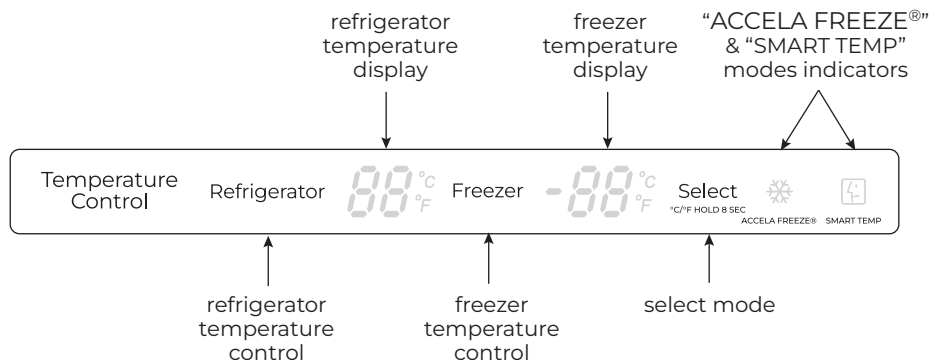 refrigerator
temperature
display
freezer
temperature
display
“ACCELA FREEZE®”
& “SMART TEMP”
modes indicators
Temperature
Control
Refrigerator
88 °C
°F
Freezer
-88 °C
°F
Select
°C/°F HOLD 8 SEC
ACCELA FREEZE®
SMART TEMP
refrigerator
temperature
control
freezer
temperature
control
select mode